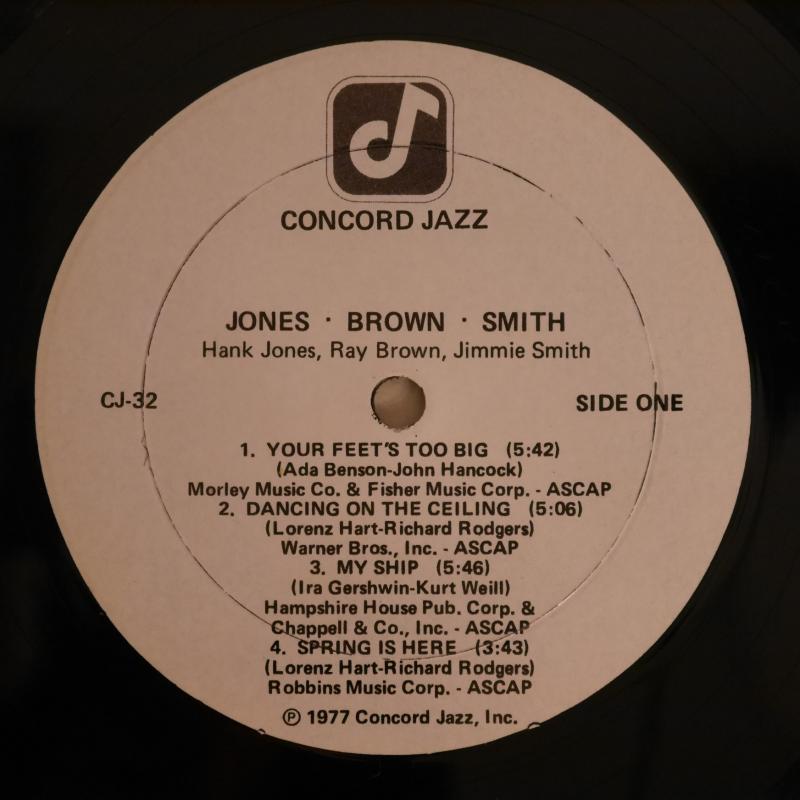 CONCORD JAZZ
JONES · BROWN · SMITH
Hank Jones, Ray Brown, Jimmie Smith
CJ-32
SIDE ONE
1. YOUR FEET'S TOO BIG (5:42)
(Ada Benson-John Hancock)
Morley Music Co. & Fisher Music Corp. - ASCAP
2. DANCING ON THE CEILING (5:06)
(Lorenz Hart-Richard Rodgers)
Warner Bros., Inc. - ASCAP
3. MY SHIP (5:46)
(Ira Gershwin-Kurt Weill)
Hampshire House Pub. Corp. &
Chappell & Co., Inc. - ASCAP
4. SPRING IS HERE (3:43)
(Lorenz Hart-Richard Rodgers)
Robbins Music Corp. - ASCAP
℗ 1977 Concord Jazz, Inc.